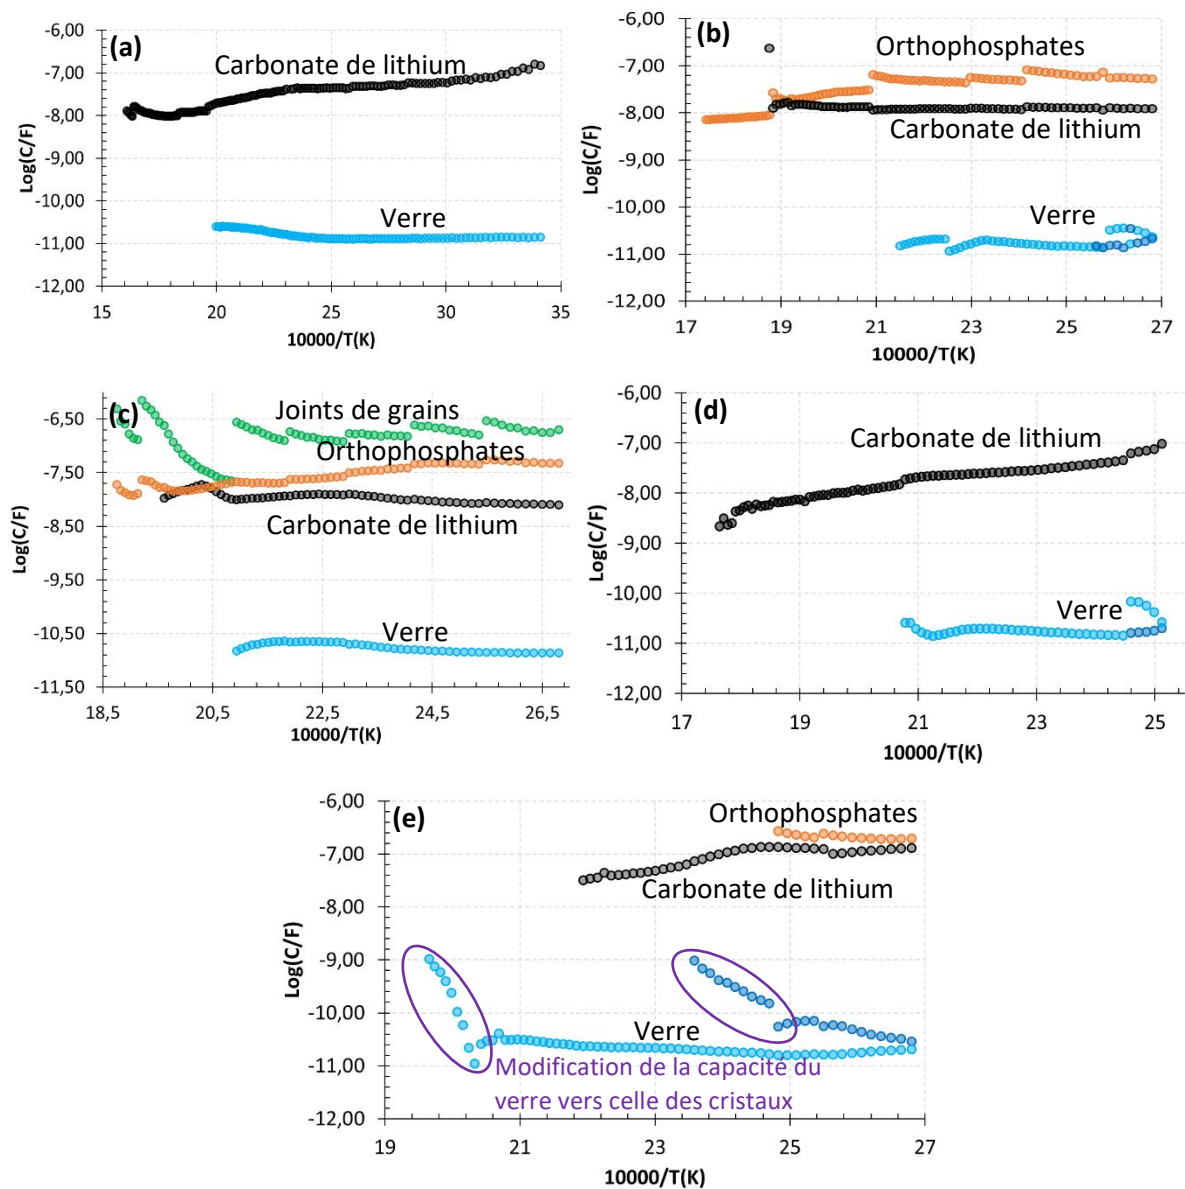 (a)
-6,00
-7,00
-8,00
-9,00
-10,00
-11,00
-12,00
Log(C/F)
Carbonate de lithium
Verre
15
20
25
30
35
10000/T(K)
(b)
-6,00
-7,00
-8,00
-9,00
-10,00
-11,00
-12,00
Log(C/F)
Orthophosphates
Carbonate de lithium
Verre
17
19
21
23
25
27
10000/T(K)
(c)
-6,50
-7,50
-8,50
-9,50
-10,50
-11,50
Log(C/F)
Joints de grains
Orthophosphates
Carbonate de lithium
Verre
18,5
20,5
22,5
24,5
26,5
10000/T(K)
(d)
-6,00
-7,00
-8,00
-9,00
-10,00
-11,00
-12,00
Log(C/F)
Carbonate de lithium
Verre
17
19
21
23
25
10000/T(K)
(e)
-6,00
-7,00
-8,00
-9,00
-10,00
-11,00
-12,00
Log(C/F)
Orthophosphates
Carbonate de lithium
Verre
Modification de la capacité du
verre vers celle des cristaux
19
21
23
25
27
10000/T(K)